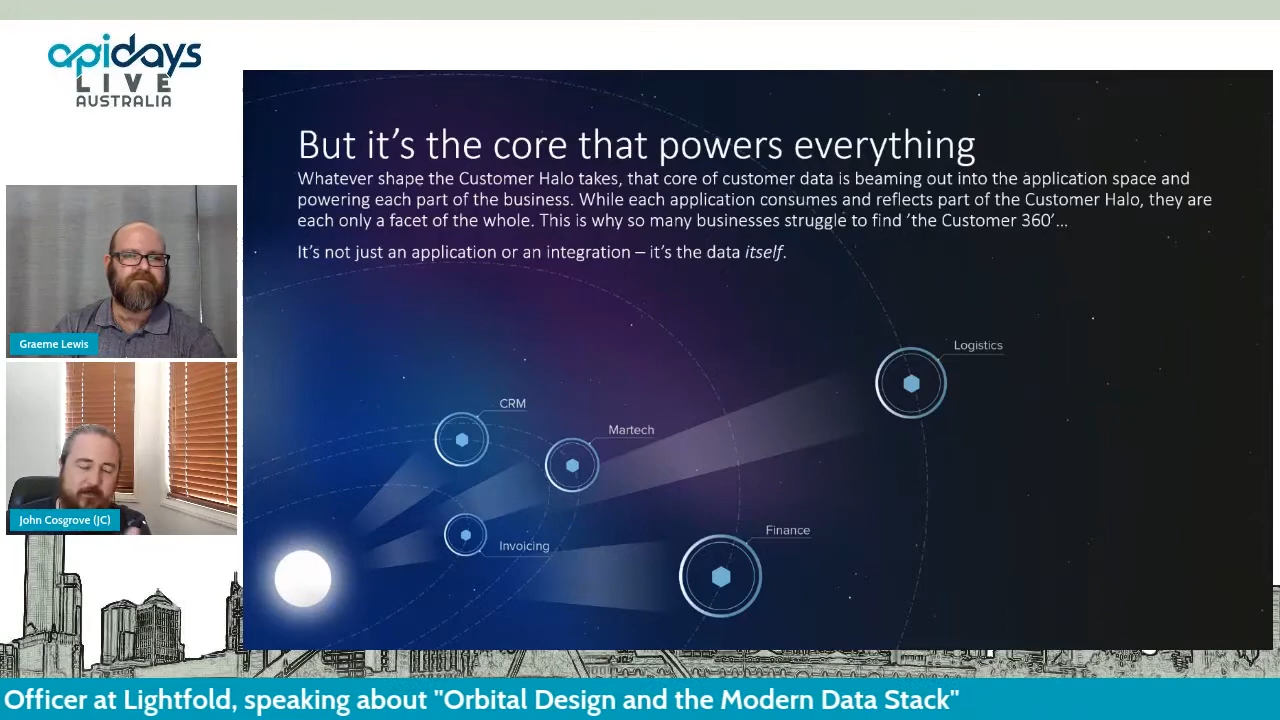 apidays
LIVE
AUSTRALIA
But it’s the core that powers everything
Whatever shape the Customer Halo takes, that core of customer data is beaming out into the application space and
powering each part of the business. While each application consumes and reflects part of the Customer Halo, they are
each only a facet of the whole. This is why so many businesses struggle to find ’the Customer 360’...
It’s not just an application or an integration – it’s the data itself.
Graeme Lewis
John Cosgrove (JC)
Logistics
CRM
Martech
Finance
Invoicing
Officer at Lightfold, speaking about "Orbital Design and the Modern Data Stack"